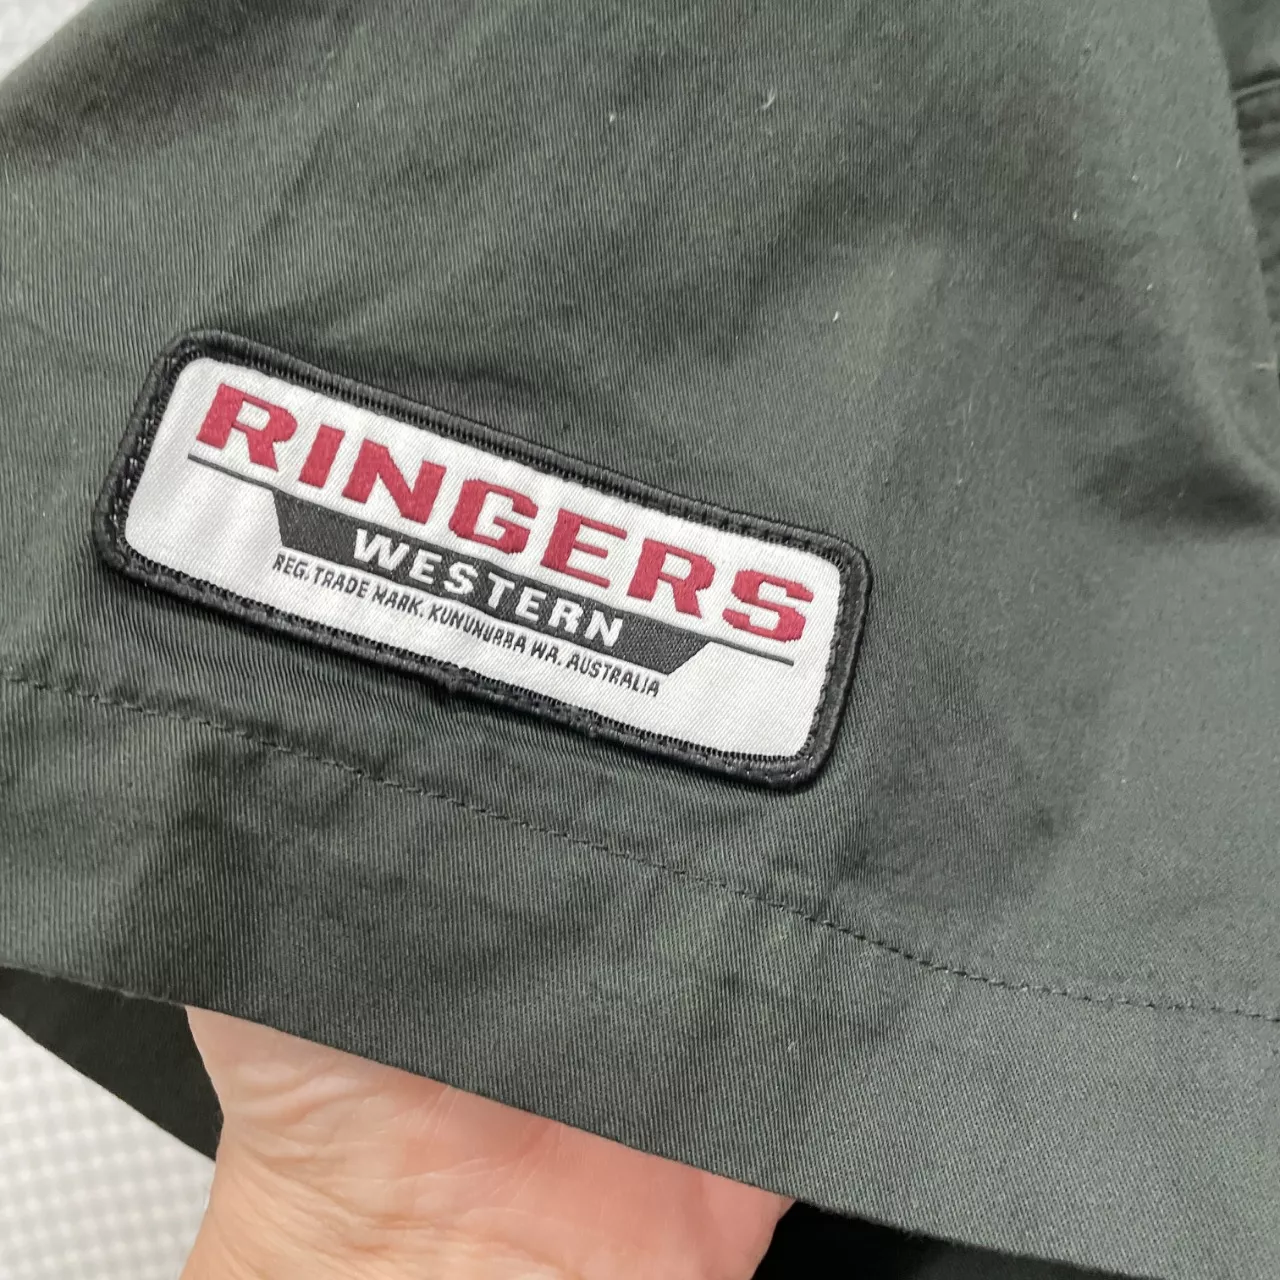 RINGERS
WESTERN
REG. TRADE MARK. KUNUNURRA WA. AUSTRALIA